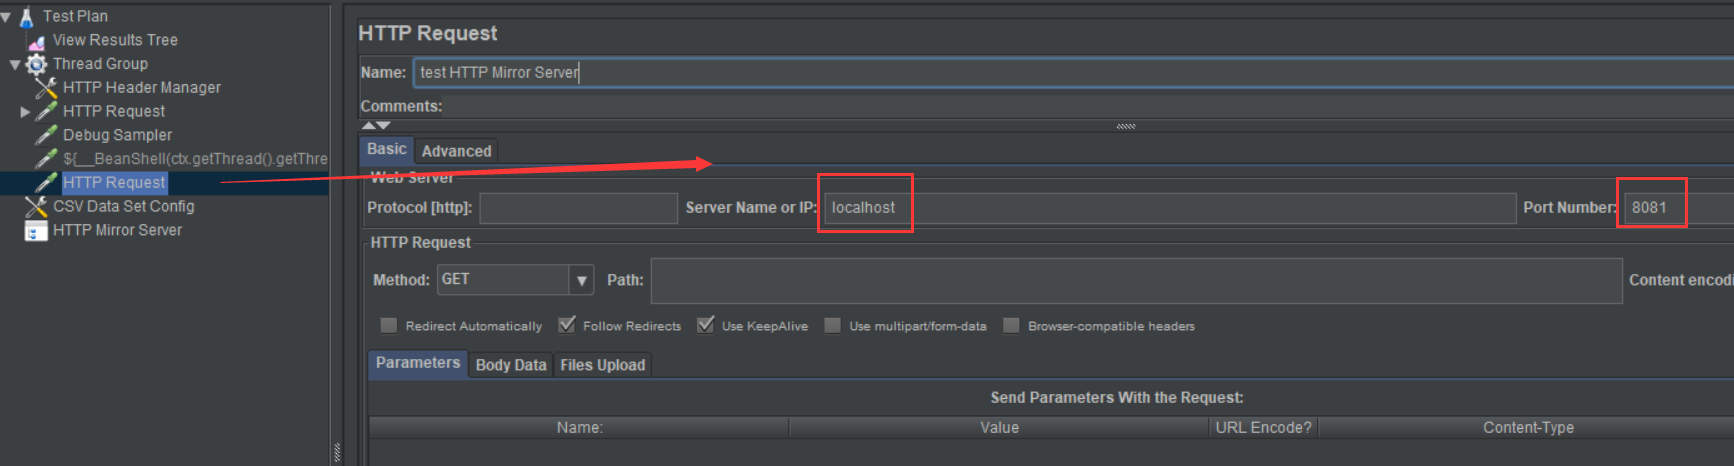 Test Plan
View Results Tree
Thread Group
HTTP Header Manager
HTTP Request
Debug Sampler
${__BeanShell(ctx.getThread().getThre
HTTP Request
CSV Data Set Config
HTTP Mirror Server
HTTP Request
Name: test HTTP Mirror Server
Comments:
Basic Advanced
Web Server
Protocol [http]: Server Name or IP: localhost Port Number: 8081
HTTP Request
Method: GET Path: Content encodi
Redirect Automatically Follow Redirects Use KeepAlive Use multipart/form-data Browser-compatible headers
Parameters Body Data Files Upload
Send Parameters With the Request:
Name: Value URL Encode? Content-Type